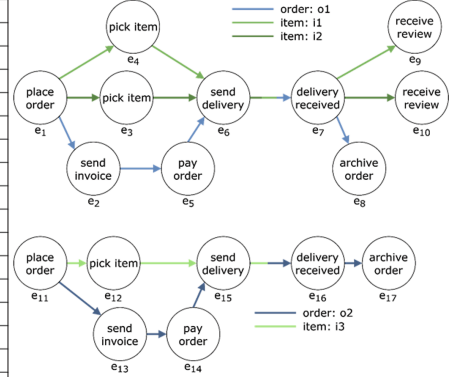 order: o1
item: i1
item: i2
pick item
e4
receive
review
e9
place
order
e1
pick item
e3
send
delivery
e6
delivery
received
e7
receive
review
e10
send
invoice
e2
pay
order
e5
archive
order
e8
place
order
e11
pick item
e12
send
delivery
e15
delivery
received
e16
archive
order
e17
send
invoice
e13
pay
order
e14
order: o2
item: i3